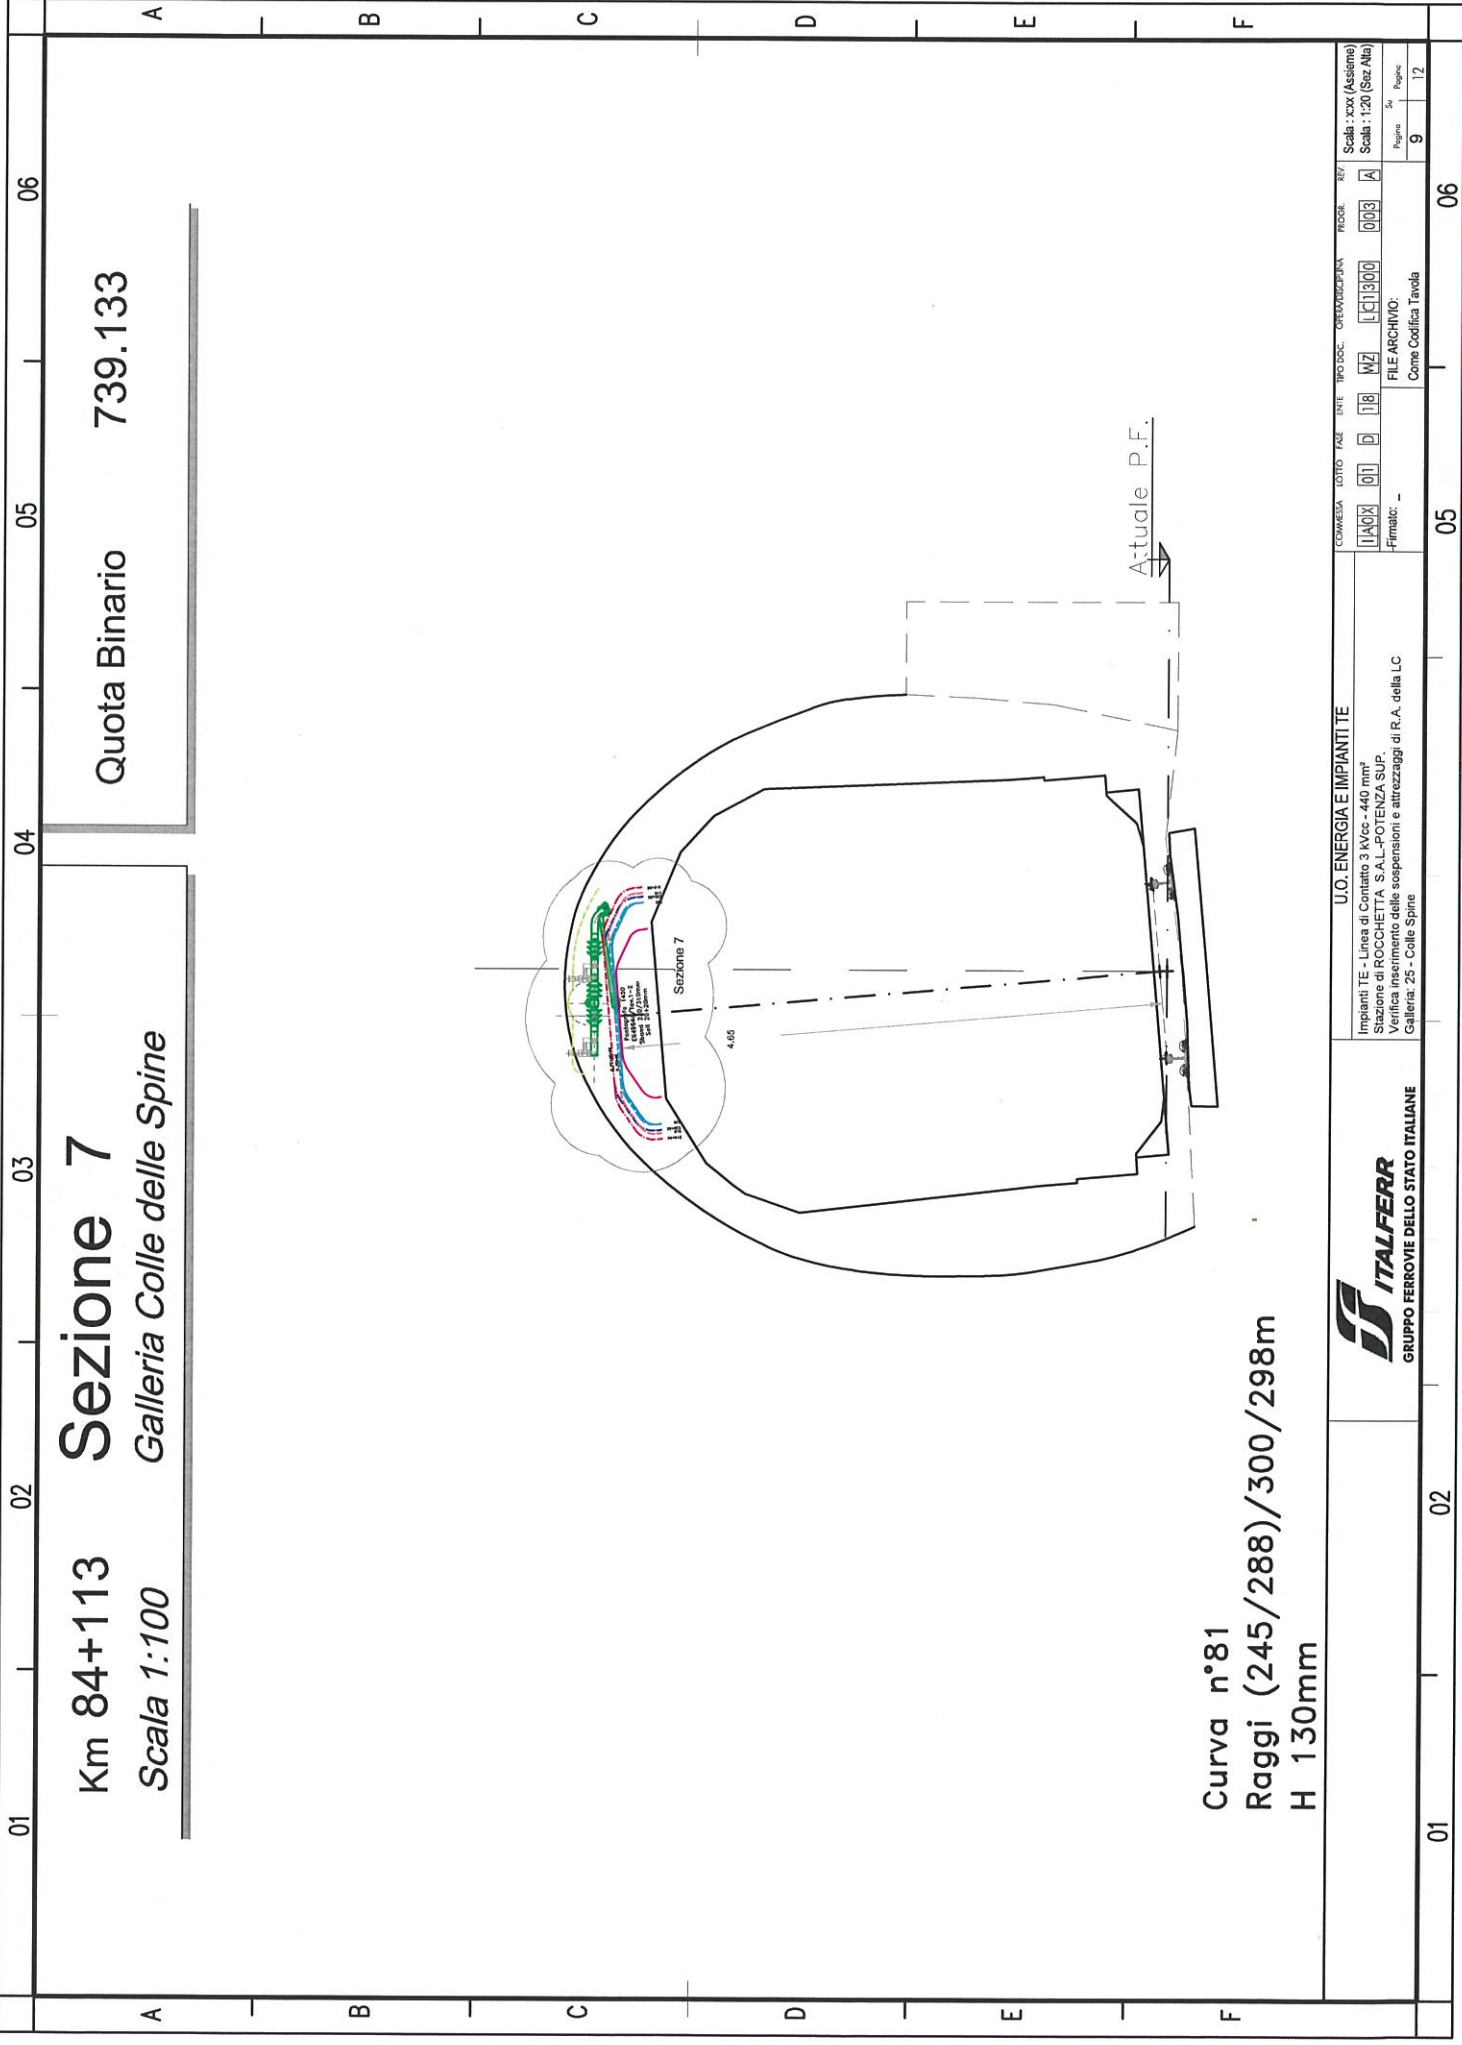 01 02 03 04 05 06
A
B
C
D
E
F
Km 84+113 Sezione 7
Scala 1:100 Galleria Colle delle Spine
Quota Binario 739.133
Sezione 7
4.65
Attuale P.F.
Curva n°81
Raggi (245/288)/300/298m
H 130mm
ITALFERR
GRUPPO FERROVIE DELLO STATO ITALIANE
U.O. ENERGIA E IMPIANTI TE
Impianti TE - Linea di Contatto 3 kVcc - 440 mm²
Stazione di ROCCHETTA S.A.L.-POTENZA SUP.
Verifica inserimento delle sospensioni e attrezzaggi di R.A. della LC
Galleria: 25 - Colle Spine
COMMESSA LOTTO FASE ENTE TIPO DOC. OPERA/DISCIPLINA PROGR. REV.
IA0X 01 D 18 WZ LC1300 003 A
Firmato: –
FILE ARCHIVIO:
Come Codifica Tavola
Scala : x:xx (Assieme)
Scala : 1:20 (Sez Alta)
Pagina Su Pagine
9 12
A
B
C
D
E
F
01 02 05 06